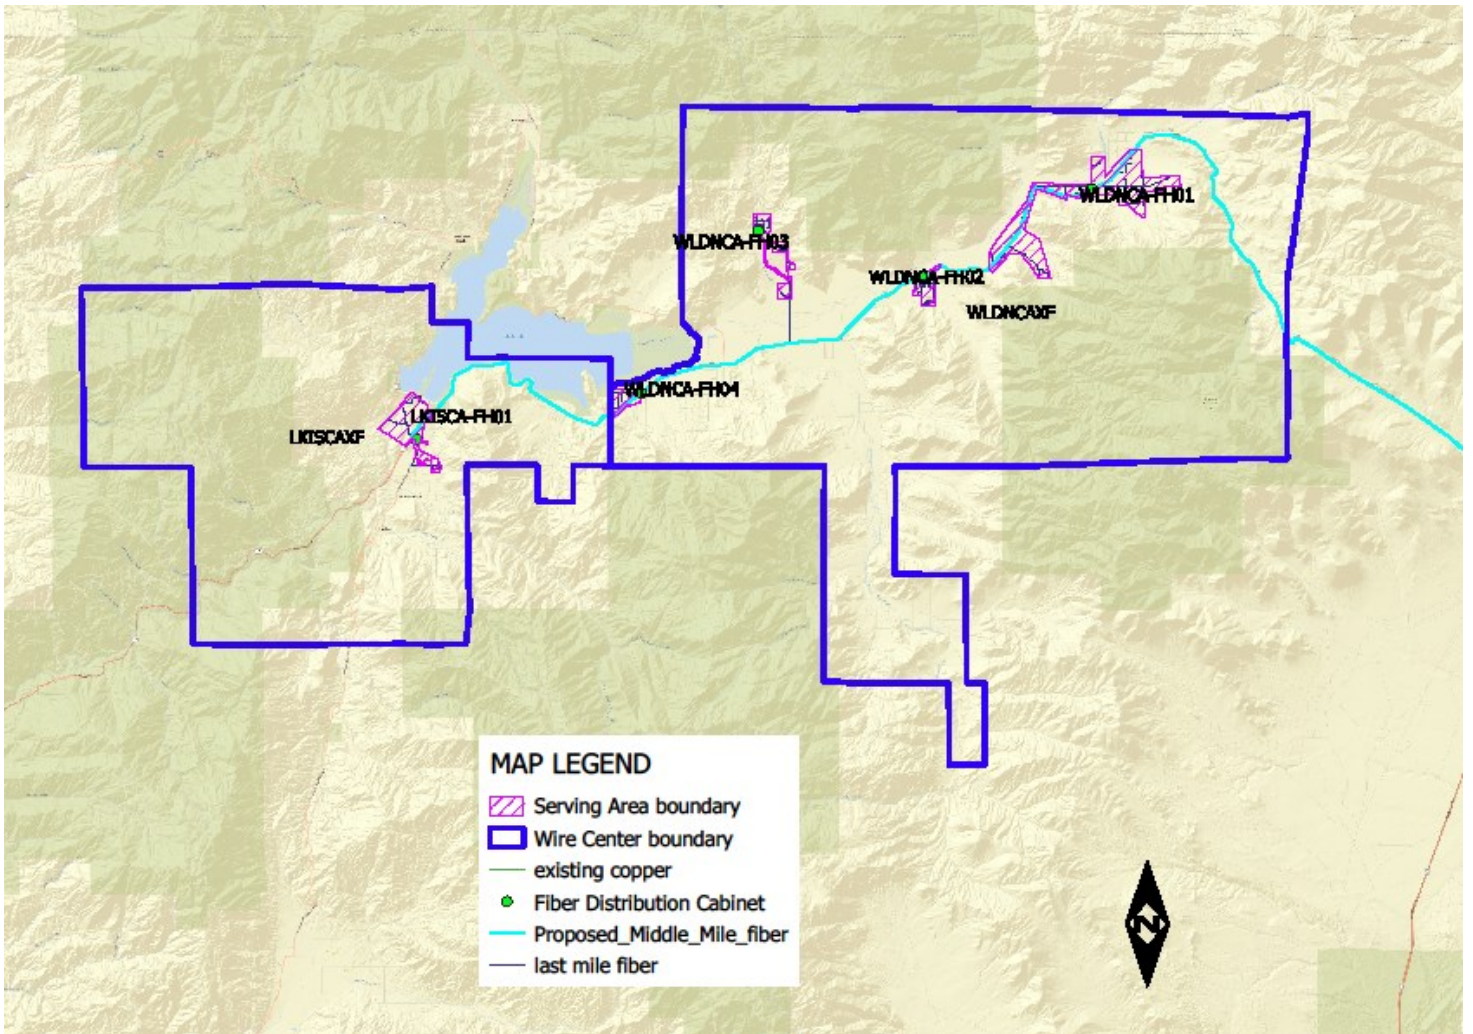 WLDNCA-FH01
WLDNCA-FH03
WLDNCA-FH02
WLDNCAXF
WLDNCA-FH04
LKISCA-FH01
LKISCAXF
MAP LEGEND
Serving Area boundary
Wire Center boundary
existing copper
Fiber Distribution Cabinet
Proposed_Middle_Mile_fiber
last mile fiber
N